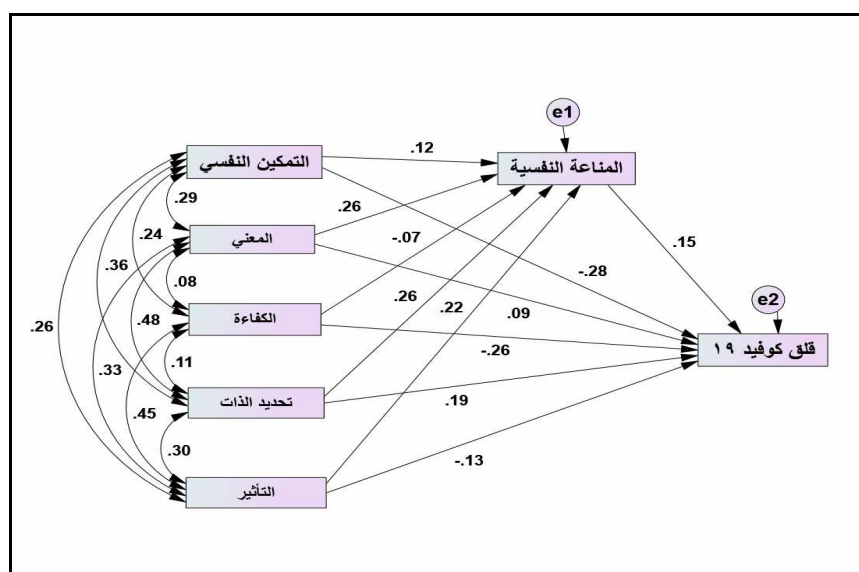 e1
التمكين النفسي
.12
المناعة النفسية
.29
.26
المعني
.24
-.07
.15
.36
-.28
.08
.26
.22
.09
e2
.48
الكفاءة
.26
-.26
قلق كوفيد ١٩
.33
.11
.19
تحديد الذات
.45
.30
-.13
التأثير